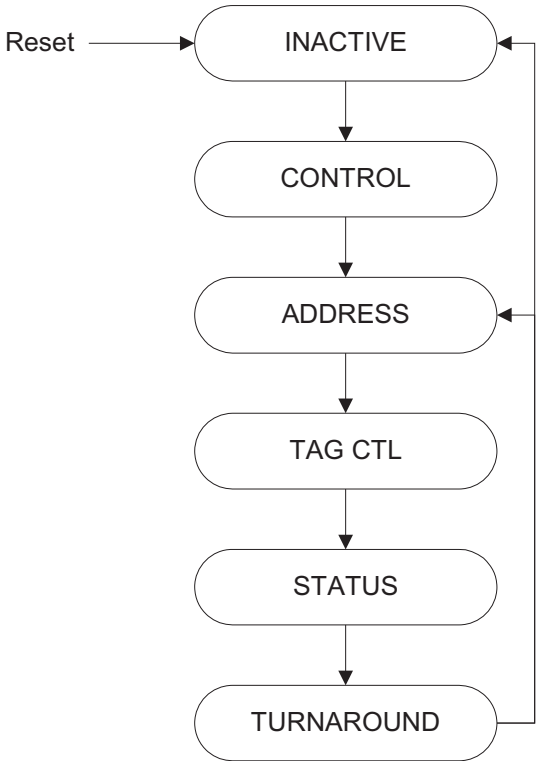 Reset
INACTIVE
CONTROL
ADDRESS
TAG CTL
STATUS
TURNAROUND